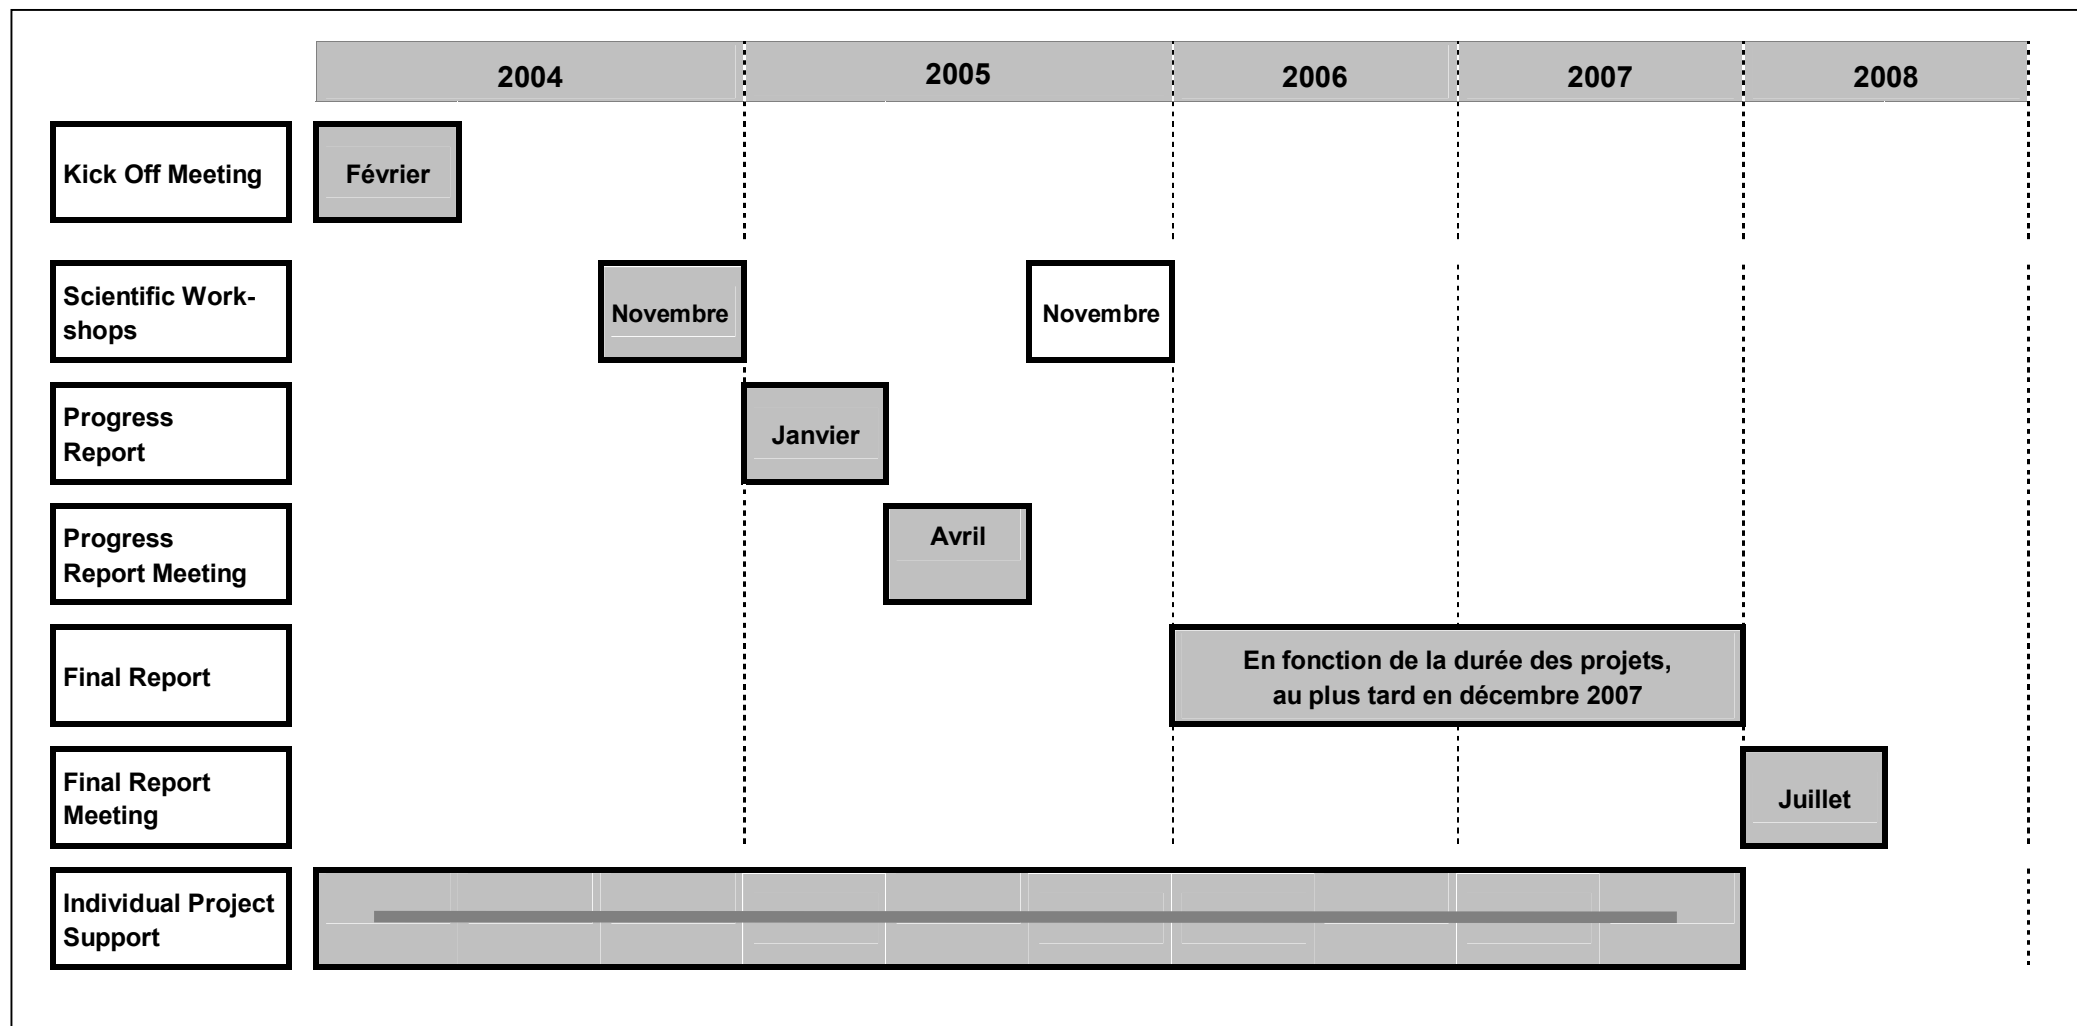 2004 2005 2006 2007 2008
Kick Off Meeting Février
Scientific Work-
shops
Novembre Novembre
Progress
Report
Janvier
Progress
Report Meeting
Avril
Final Report
En fonction de la durée des projets,
au plus tard en décembre 2007
Final Report
Meeting
Juillet
Individual Project
Support